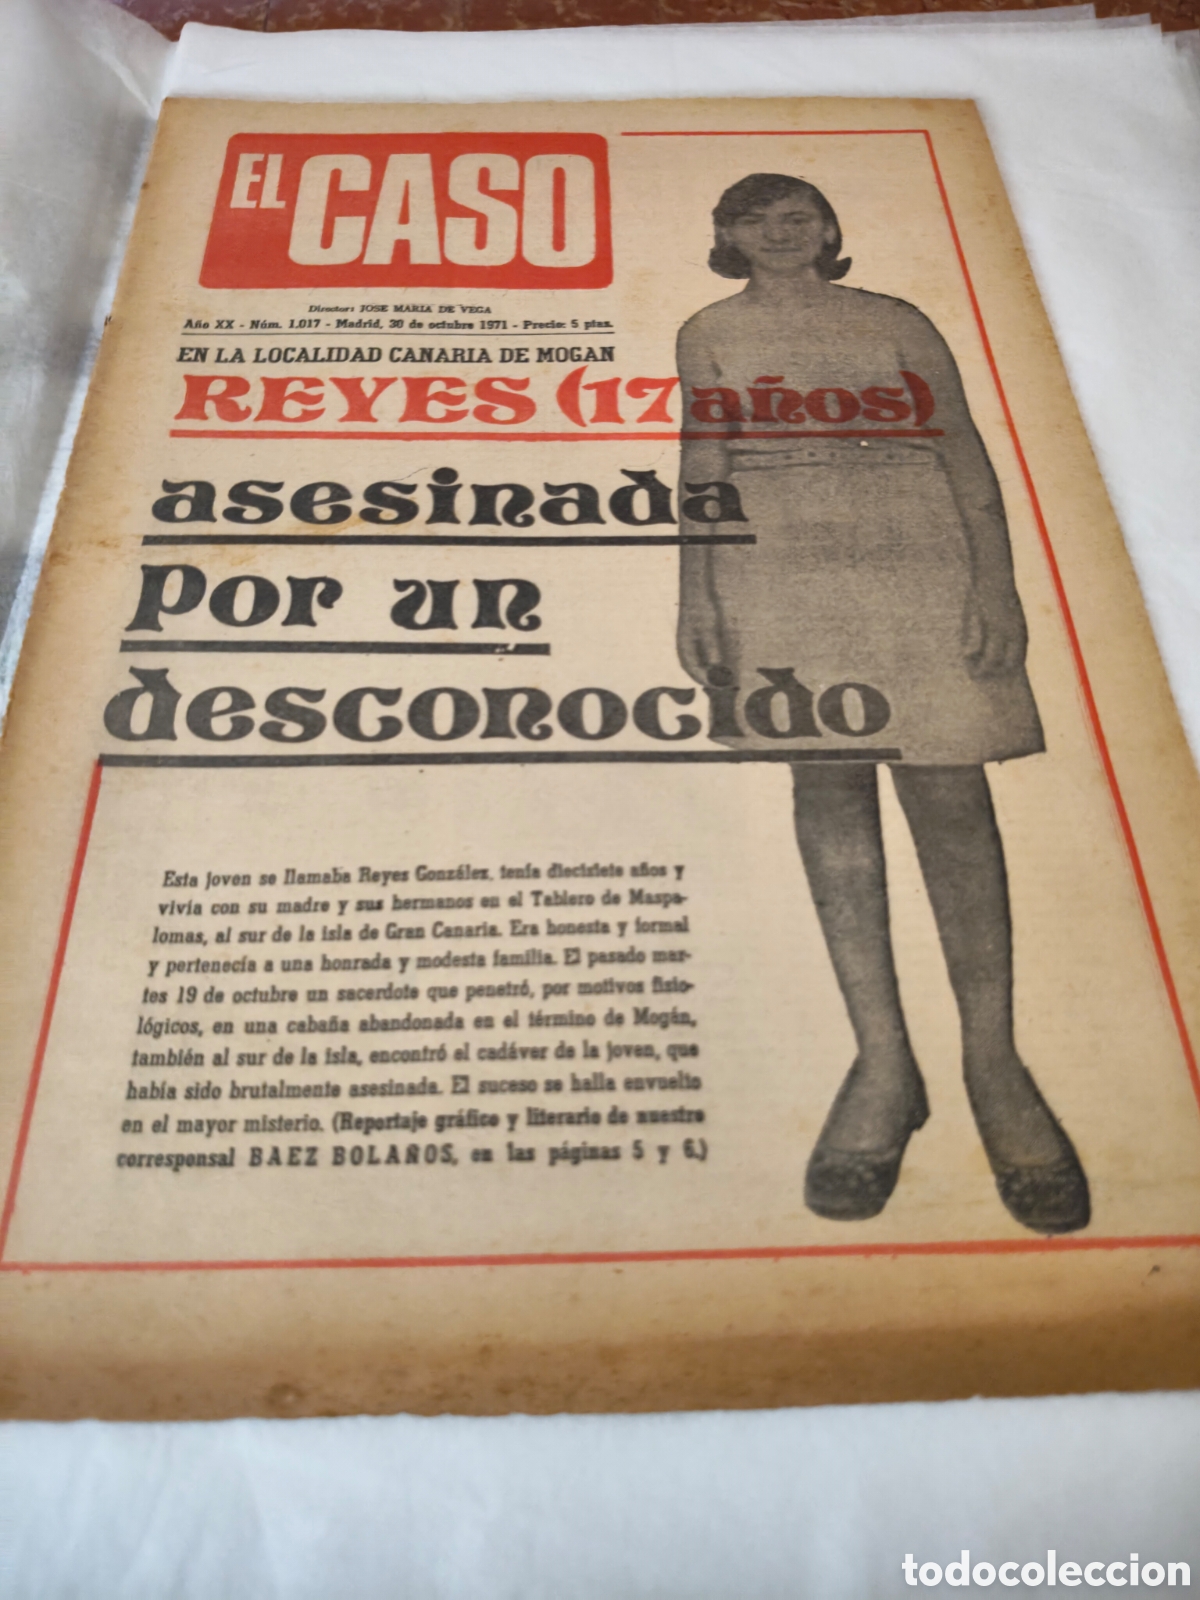 EL CASO
Director: JOSE MARIA DE VEGA
Año XX - Núm. 1.017 - Madrid, 30 de octubre 1971 - Precio: 5 ptas.
EN LA LOCALIDAD CANARIA DE MOGAN
REYES (17 años)
asesinada
por un
desconocido
Esta joven se llamaba Reyes González, tenía diecisiete años y
vivía con su madre y sus hermanos en el Tablero de Maspa-
lomas, al sur de la isla de Gran Canaria. Era honesta y formal
y pertenecía a una honrada y modesta familia. El pasado mar-
tes 19 de octubre un sacerdote que penetró, por motivos fisio-
lógicos, en una cabaña abandonada en el término de Mogán,
también al sur de la isla, encontró el cadáver de la joven, que
había sido brutalmente asesinada. El suceso se halla envuelto
en el mayor misterio. (Reportaje gráfico y literario de nuestro
corresponsal BAEZ BOLAÑOS, en las páginas 5 y 6.)
todocoleccion